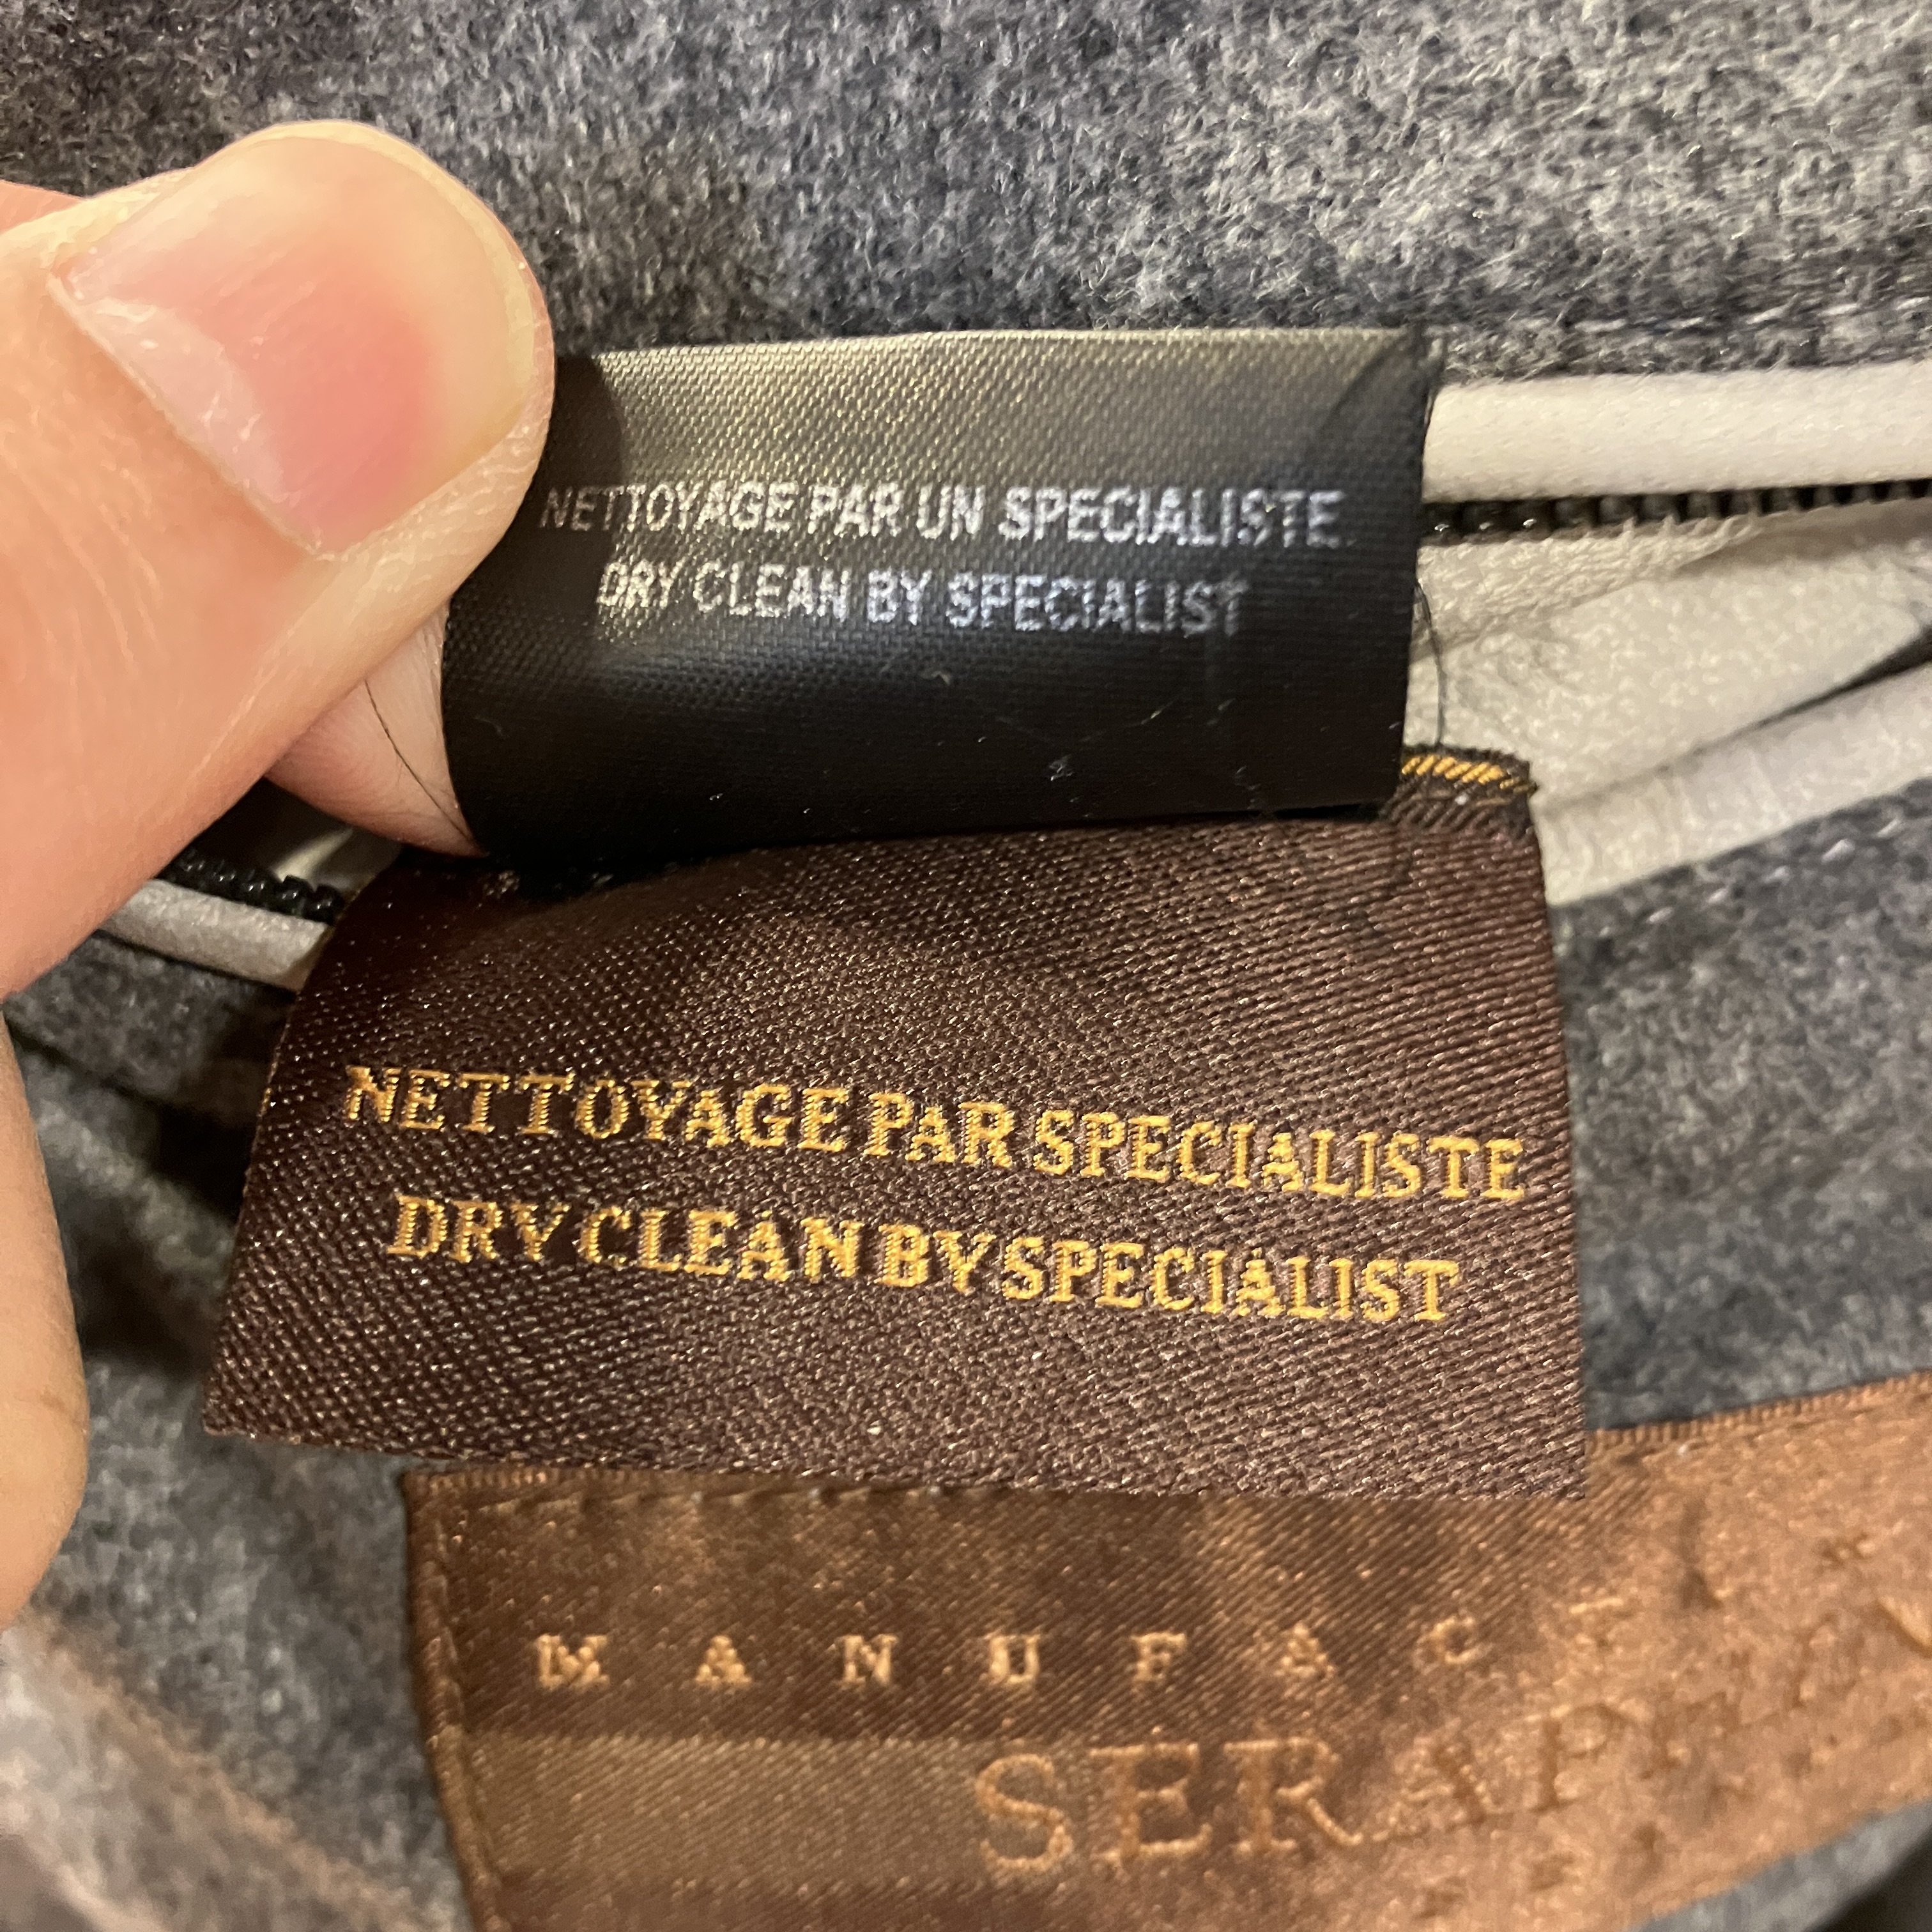 NETTOYAGE PAR UN SPECIALISTE
DRY CLEAN BY SPECIALIST
NETTOYAGE PAR SPECIALISTE
DRY CLEAN BY SPECIALIST